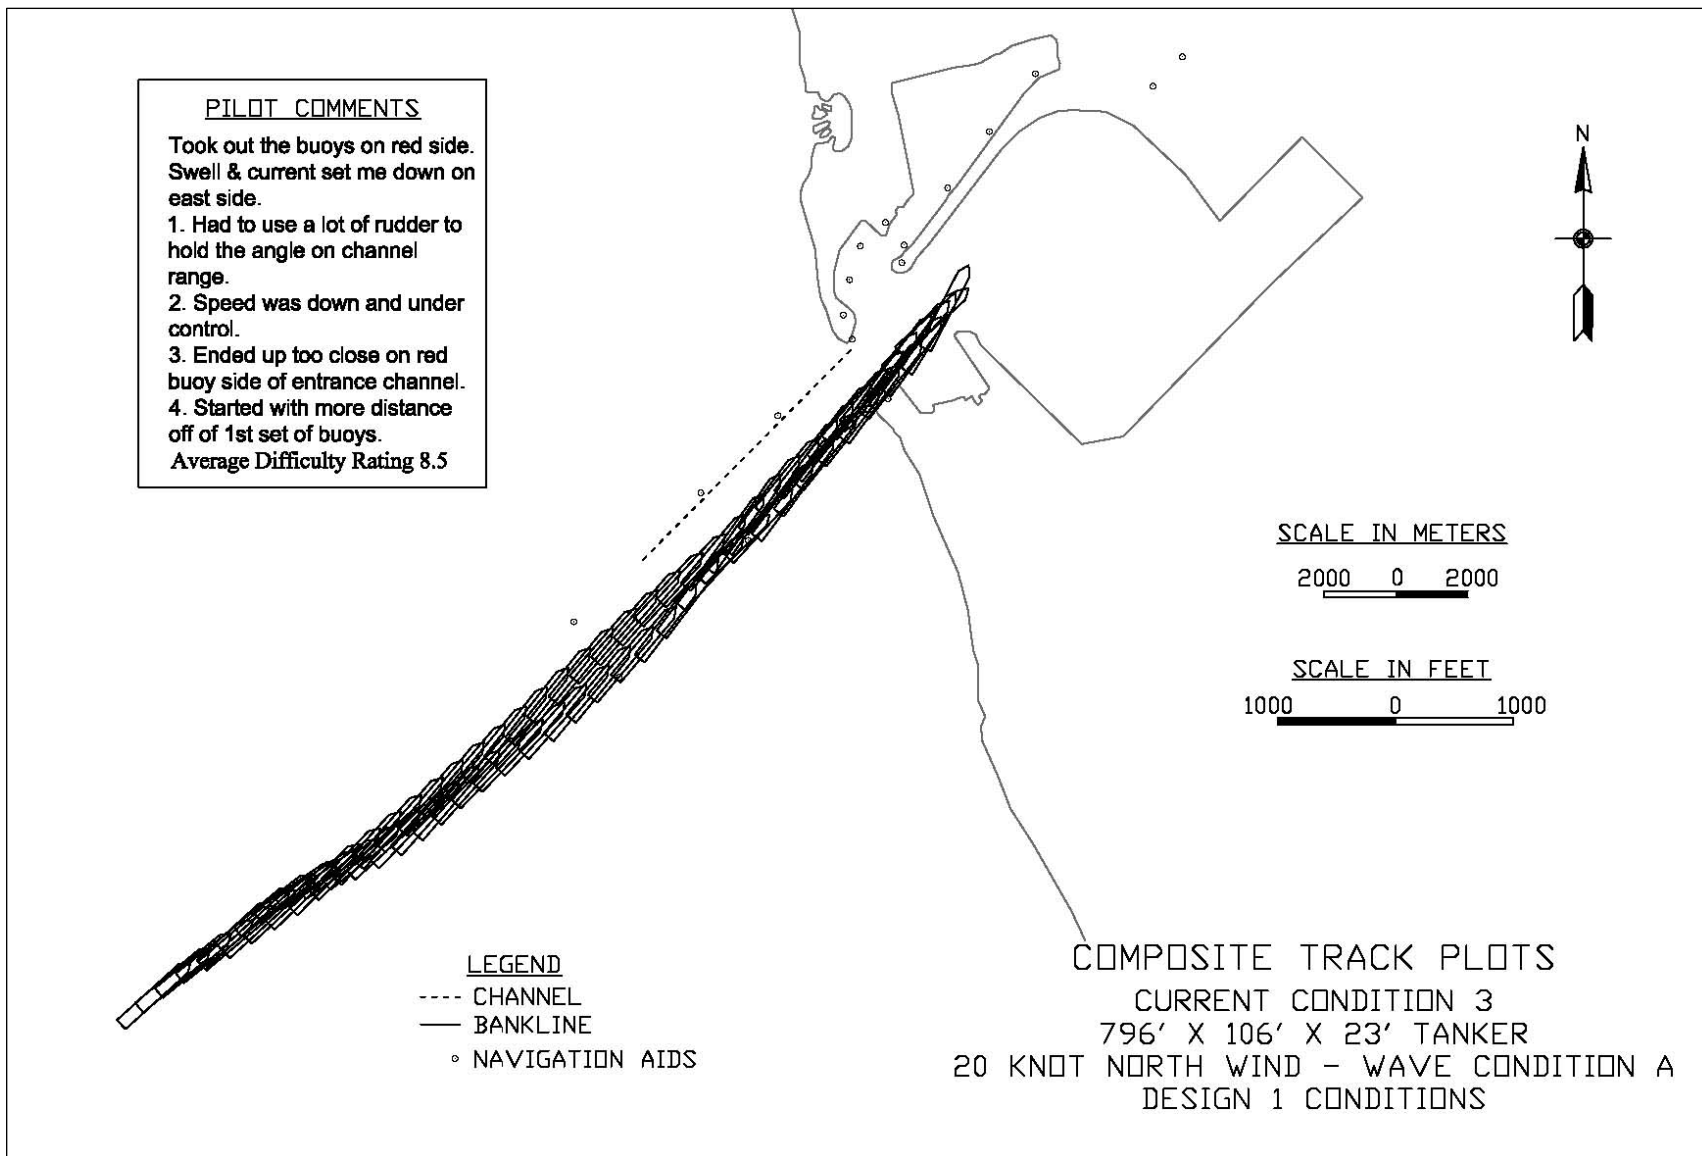 PILOT COMMENTS
Took out the buoys on red side.
Swell & current set me down on
east side.
1. Had to use a lot of rudder to
hold the angle on channel
range.
2. Speed was down and under
control.
3. Ended up too close on red
buoy side of entrance channel.
4. Started with more distance
off of 1st set of buoys.
Average Difficulty Rating 8.5
N
SCALE IN METERS
2000 0 2000
SCALE IN FEET
1000 0 1000
LEGEND
CHANNEL
BANKLINE
NAVIGATION AIDS
COMPOSITE TRACK PLOTS
CURRENT CONDITION 3
796' X 106' X 23' TANKER
20 KNOT NORTH WIND - WAVE CONDITION A
DESIGN 1 CONDITIONS